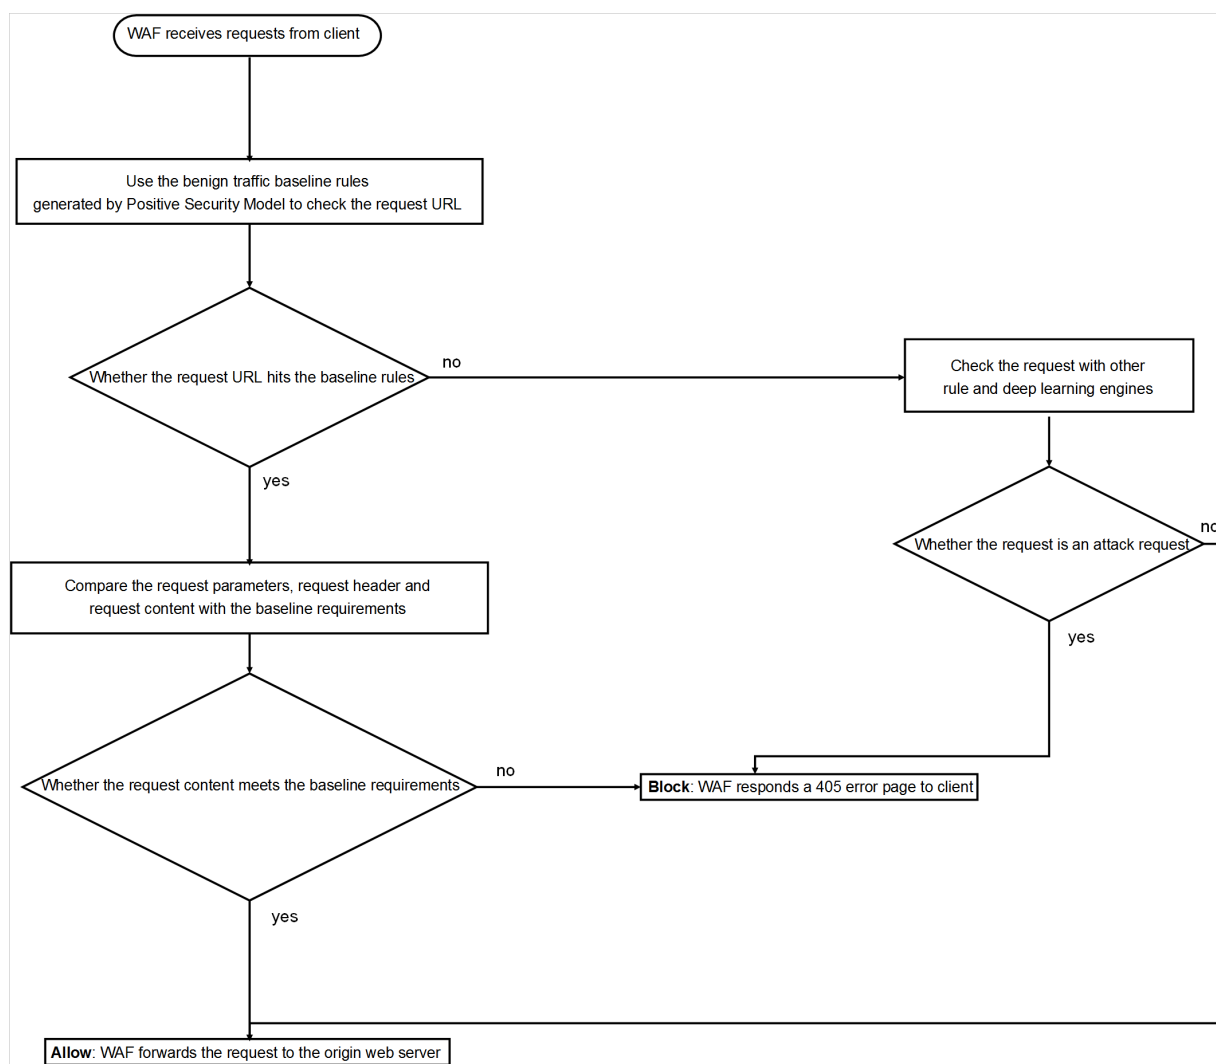 WAF receives requests from client
Use the benign traffic baseline rules
generated by Positive Security Model to check the request URL
Whether the request URL hits the baseline rules
no
Check the request with other
rule and deep learning engines
yes
Whether the request is an attack request
no
Compare the request parameters, request header and
request content with the baseline requirements
yes
Whether the request content meets the baseline requirements
no
Block: WAF responds a 405 error page to client
yes
Allow: WAF forwards the request to the origin web server